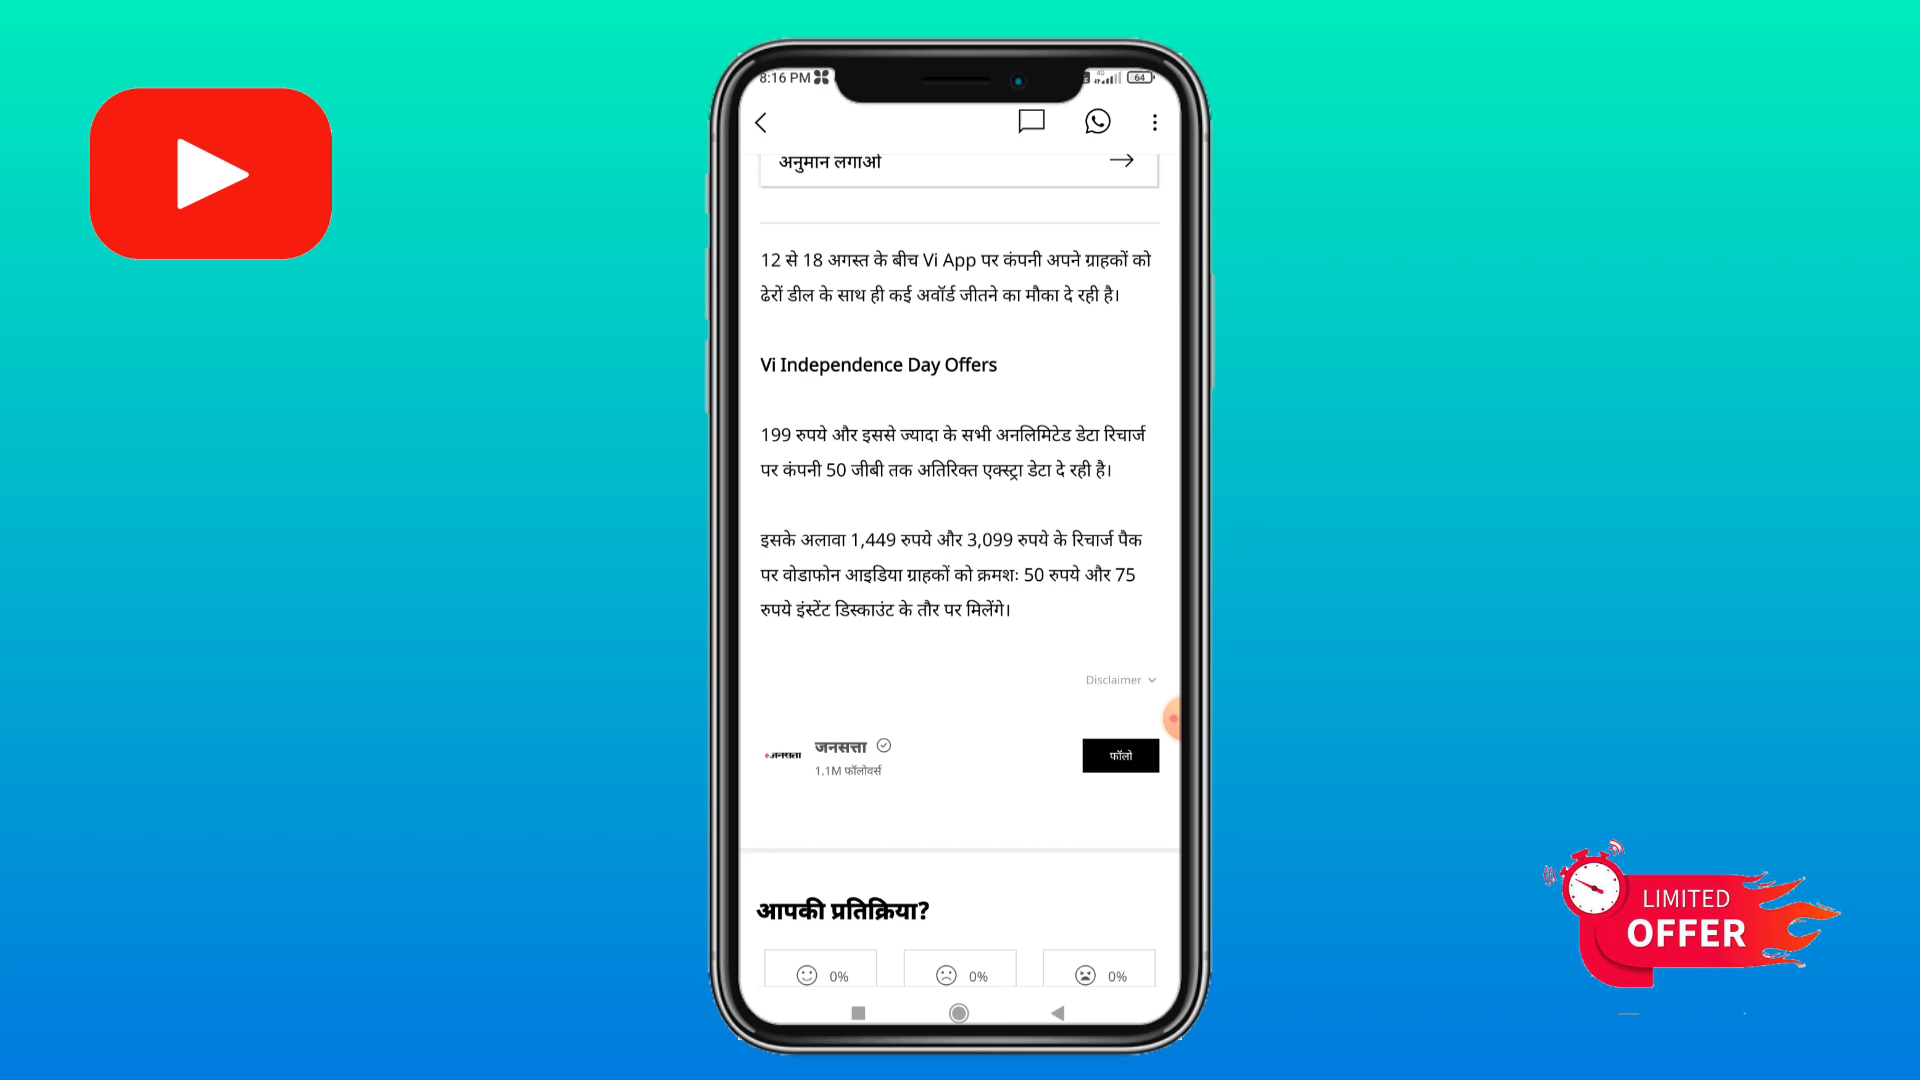 8:16 PM
4G
64
अनुमान लगाओ
12 से 18 अगस्त के बीच Vi App पर कंपनी अपने ग्राहकों को
ढेरों डील के साथ ही कई अवॉर्ड जीतने का मौका दे रही है।
Vi Independence Day Offers
199 रुपये और इससे ज्यादा के सभी अनलिमिटेड डेटा रिचार्ज
पर कंपनी 50 जीबी तक अतिरिक्त एक्स्ट्रा डेटा दे रही है।
इसके अलावा 1,449 रुपये और 3,099 रुपये के रिचार्ज पैक
पर वोडाफोन आइडिया ग्राहकों को क्रमशः 50 रुपये और 75
रुपये इंस्टेंट डिस्काउंट के तौर पर मिलेंगे।
Disclaimer
जनसत्ता
जनसत्ता
1.1M फॉलोवर्स
फॉलो
आपकी प्रतिक्रिया?
0%
0%
0%
LIMITED
OFFER